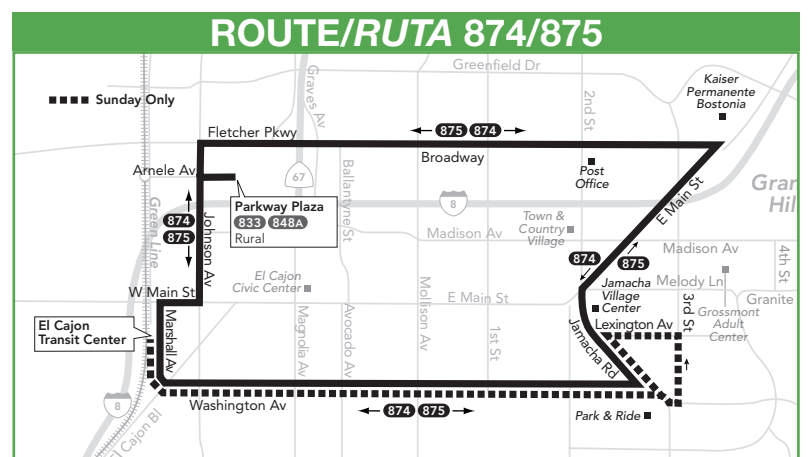 ROUTE/RUTA 874/875
Sunday Only
Greenfield Dr
Graves Av
2nd St
Kaiser
Permanente
Bostonia
Fletcher Pkwy
875 874
Broadway
Arnele Av
67
Post
Office
Parkway Plaza
833 848A
Rural
Ballantyne St
8
E Main St
Gran
Hil
Green Line
874
875
Johnson Av
Town &
Country
Village
Madison Av
Madison Av
4th St
874
875
El Cajon
Civic Center
Melody Ln
W Main St
E Main St
Jamacha
Village
Center
3rd St
Granite
Grossmont
Adult
Center
El Cajon
Transit Center
Marshall Av
Magnolia Av
Avocado Av
Mollison Av
1st St
Lexington Av
Jamacha Rd
8
Washington Av
874 875
Park & Ride
El Cajon Bl